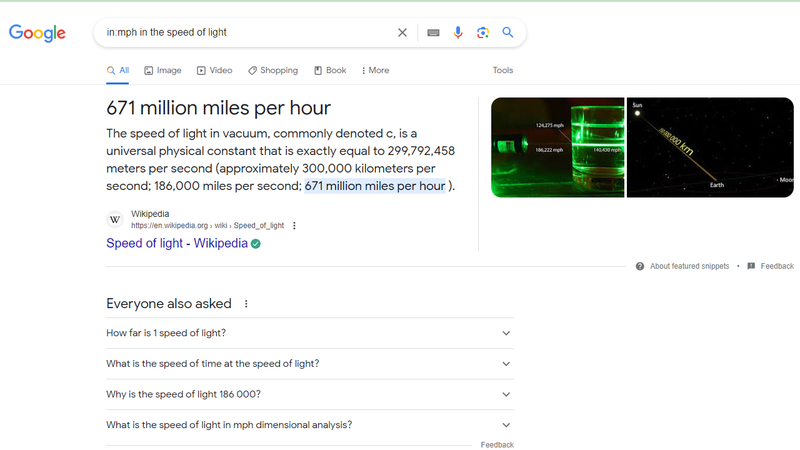 Google
in:mph in the speed of light
All
Image
Video
Shopping
Book
More
Tools
671 million miles per hour
The speed of light in vacuum, commonly denoted c, is a
universal physical constant that is exactly equal to 299,792,458
meters per second (approximately 300,000 kilometers per
second; 186,000 miles per second; 671 million miles per hour ).
W
Wikipedia
https://en.wikipedia.org › wiki › Speed_of_light
Speed of light - Wikipedia
124,275 mph
186,222 mph
140,430 mph
Sun
000 km
Earth
Moon
About featured snippets • Feedback
Everyone also asked
How far is 1 speed of light?
What is the speed of time at the speed of light?
Why is the speed of light 186 000?
What is the speed of light in mph dimensional analysis?
Feedback